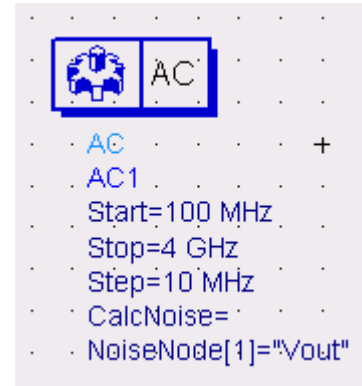 AC
AC
AC1
Start=100 MHz
Stop=4 GHz
Step=10 MHz
CalcNoise=
NoiseNode[1]="Vout"